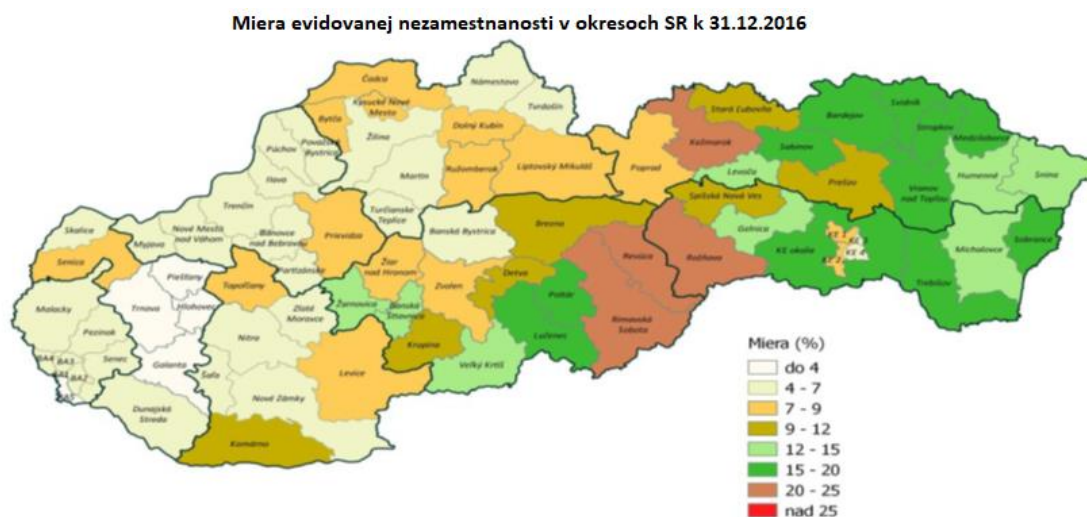 Miera evidovanej nezamestnanosti v okresoch SR k 31.12.2016
Námestovo
Tvrdošín
Čadca
Kysucké Nové
Mesto
Bytča
Žilina
Dolný Kubín
Púchov
Považská
Bystrica
Martin
Ružomberok
Liptovský Mikuláš
Poprad
Kežmarok
Stará Ľubovňa
Bardejov
Svidník
Stropkov
Medzilaborce
Sabinov
Levoča
Prešov
Vranov
nad Topľou
Humenné
Snina
Ilava
Trenčín
Turčianske
Teplice
Skalica
Myjava
Nové Mesto
nad Váhom
Bánovce
nad Bebravou
Prievidza
Banská Bystrica
Brezno
Spišská Nová Ves
Gelnica
KE okolie
KE 4
Michalovce
Sobrance
Trebišov
Senica
Piešťany
Partizánske
Topoľčany
Žiar
nad Hronom
Zvolen
Detva
Revúca
Rožňava
Malacky
Trnava
Hlohovec
Zlaté
Moravce
Žarnovica
Banská
Štiavnica
Poltár
Rimavská
Sobota
Lučenec
Pezinok
Senec
BA4
BA3
BA2
Galanta
Nitra
Šaľa
Levice
Krupina
Veľký Krtíš
Dunajská
Streda
Nové Zámky
Komárno
Miera (%)
do 4
4 - 7
7 - 9
9 - 12
12 - 15
15 - 20
20 - 25
nad 25